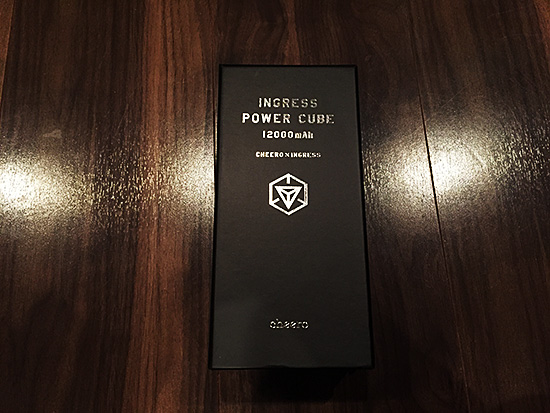 INGRESS
POWER CUBE
12000mAh
CHEERO×INGRESS
cheero